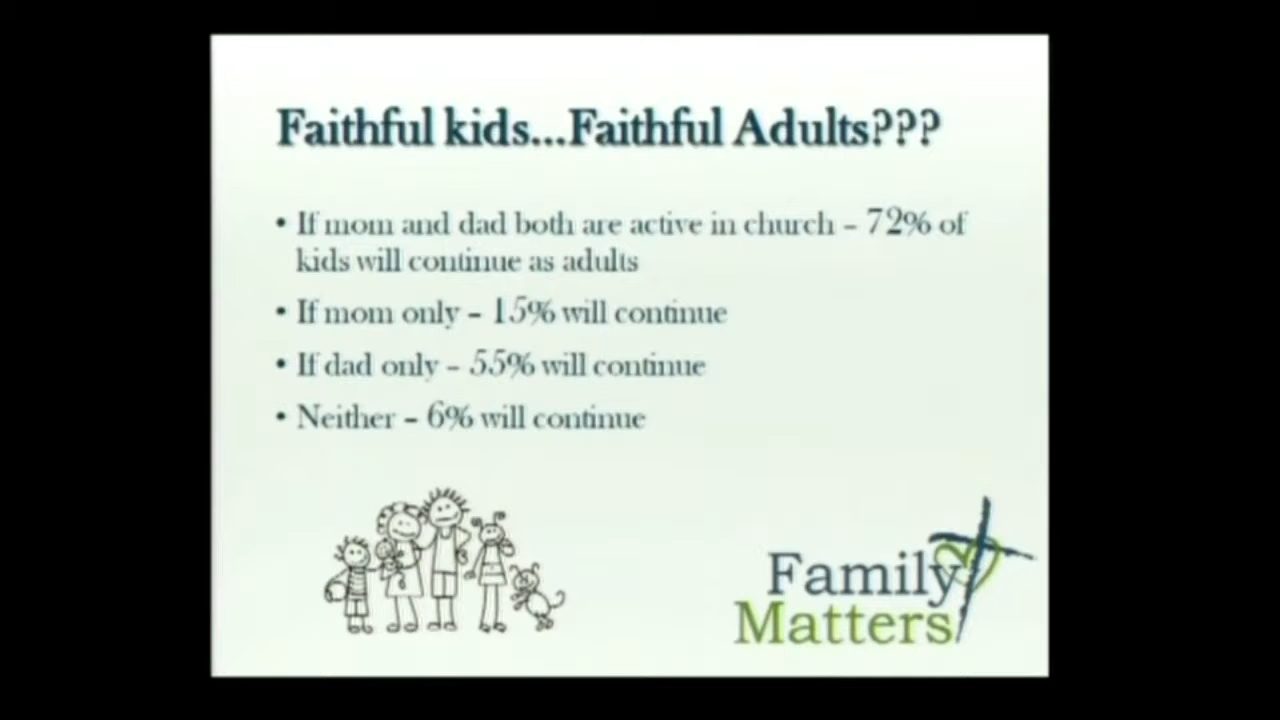 Faithful kids...Faithful Adults???
• If mom and dad both are active in church – 72% of
kids will continue as adults
• If mom only – 15% will continue
• If dad only – 55% will continue
• Neither – 6% will continue
Family
Matters